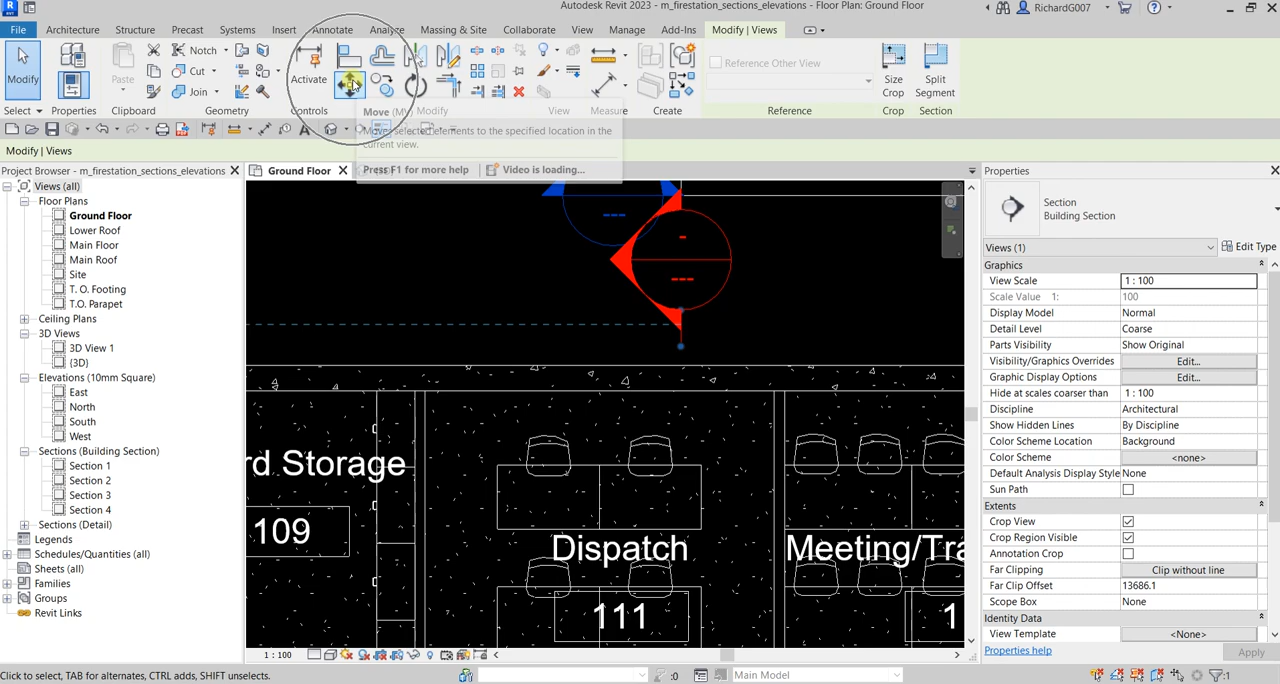 Autodesk Revit 2023 - m_firestation_sections_elevations - Floor Plan: Ground Floor
RichardG007
File
Architecture
Structure
Precast
Systems
Insert
Annotate
Analyze
Massing & Site
Collaborate
View
Manage
Add-Ins
Modify | Views
Modify
Properties
Paste
Notch
Cut
Join
Activate
Reference Other View
Size
Crop
Split
Segment
Select
Properties
Clipboard
Geometry
Controls
Modify
View
Measure
Create
Reference
Crop
Section
Move (MV)
Moves selected elements to the specified location in the
current view.
Press F1 for more help
Video is loading...
Modify | Views
Project Browser - m_firestation_sections_elevations
Views (all)
Floor Plans
Ground Floor
Lower Roof
Main Floor
Main Roof
Site
T. O. Footing
T.O. Parapet
Ceiling Plans
3D Views
3D View 1
{3D}
Elevations (10mm Square)
East
North
South
West
Sections (Building Section)
Section 1
Section 2
Section 3
Section 4
Sections (Detail)
Legends
Schedules/Quantities (all)
Sheets (all)
Families
Groups
Revit Links
Ground Floor
---
-
---
rd Storage
109
Dispatch
111
Meeting/Tra
1
1 : 100
Properties
Section
Building Section
Views (1)
Edit Type
Graphics
View Scale 1 : 100
Scale Value 1: 100
Display Model Normal
Detail Level Coarse
Parts Visibility Show Original
Visibility/Graphics Overrides Edit...
Graphic Display Options Edit...
Hide at scales coarser than 1 : 100
Discipline Architectural
Show Hidden Lines By Discipline
Color Scheme Location Background
Color Scheme <none>
Default Analysis Display Style None
Sun Path
Extents
Crop View
Crop Region Visible
Annotation Crop
Far Clipping Clip without line
Far Clip Offset 13686.1
Scope Box None
Identity Data
View Template <None>
Properties help
Apply
Click to select, TAB for alternates, CTRL adds, SHIFT unselects.
:0
Main Model
:1